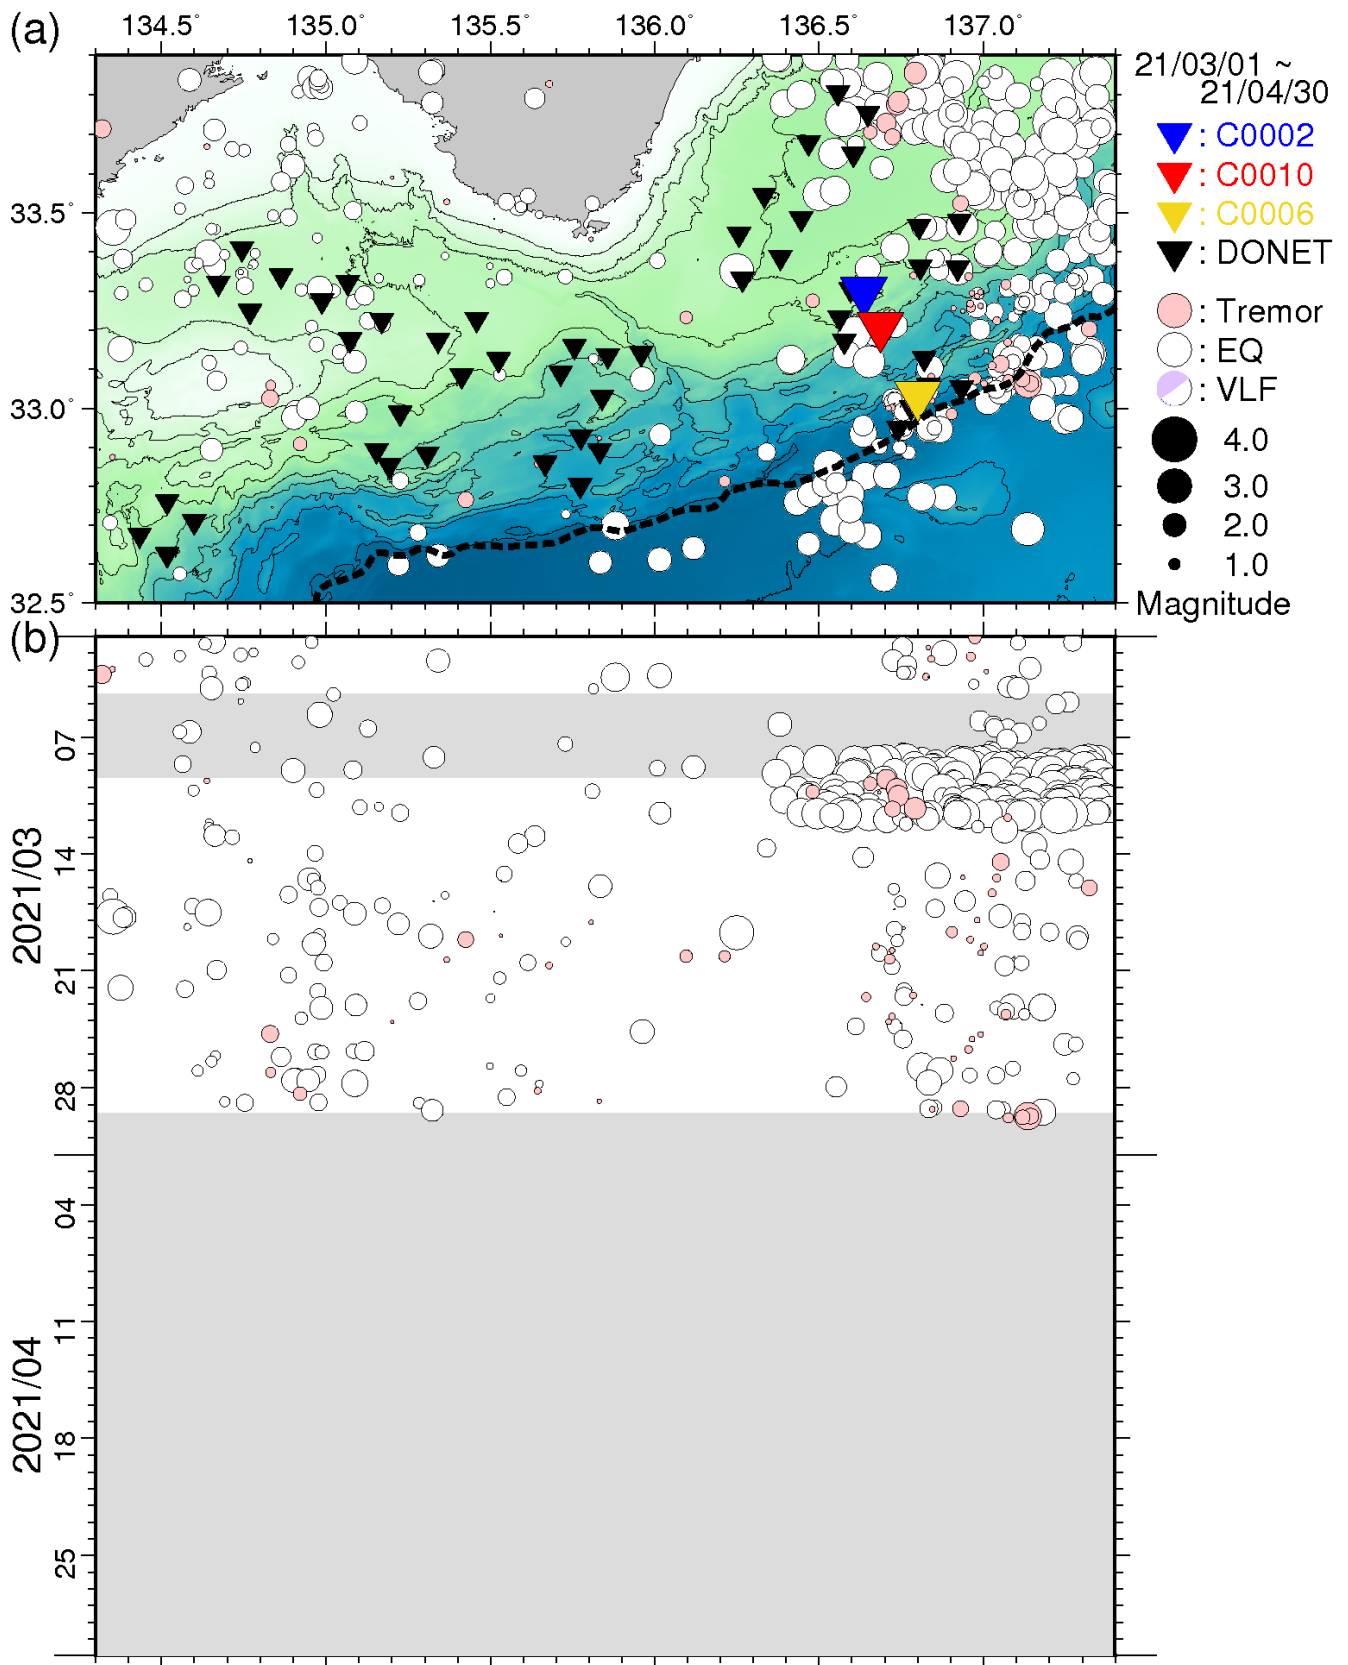 (a)
134.5° 135.0° 135.5° 136.0° 136.5° 137.0°
33.5°
33.0°
32.5°
21/03/01 ~
21/04/30
: C0002
: C0010
: C0006
: DONET
: Tremor
: EQ
: VLF
4.0
3.0
2.0
1.0
Magnitude
(b)
07
14
21
28
2021/03
04
11
18
25
2021/04